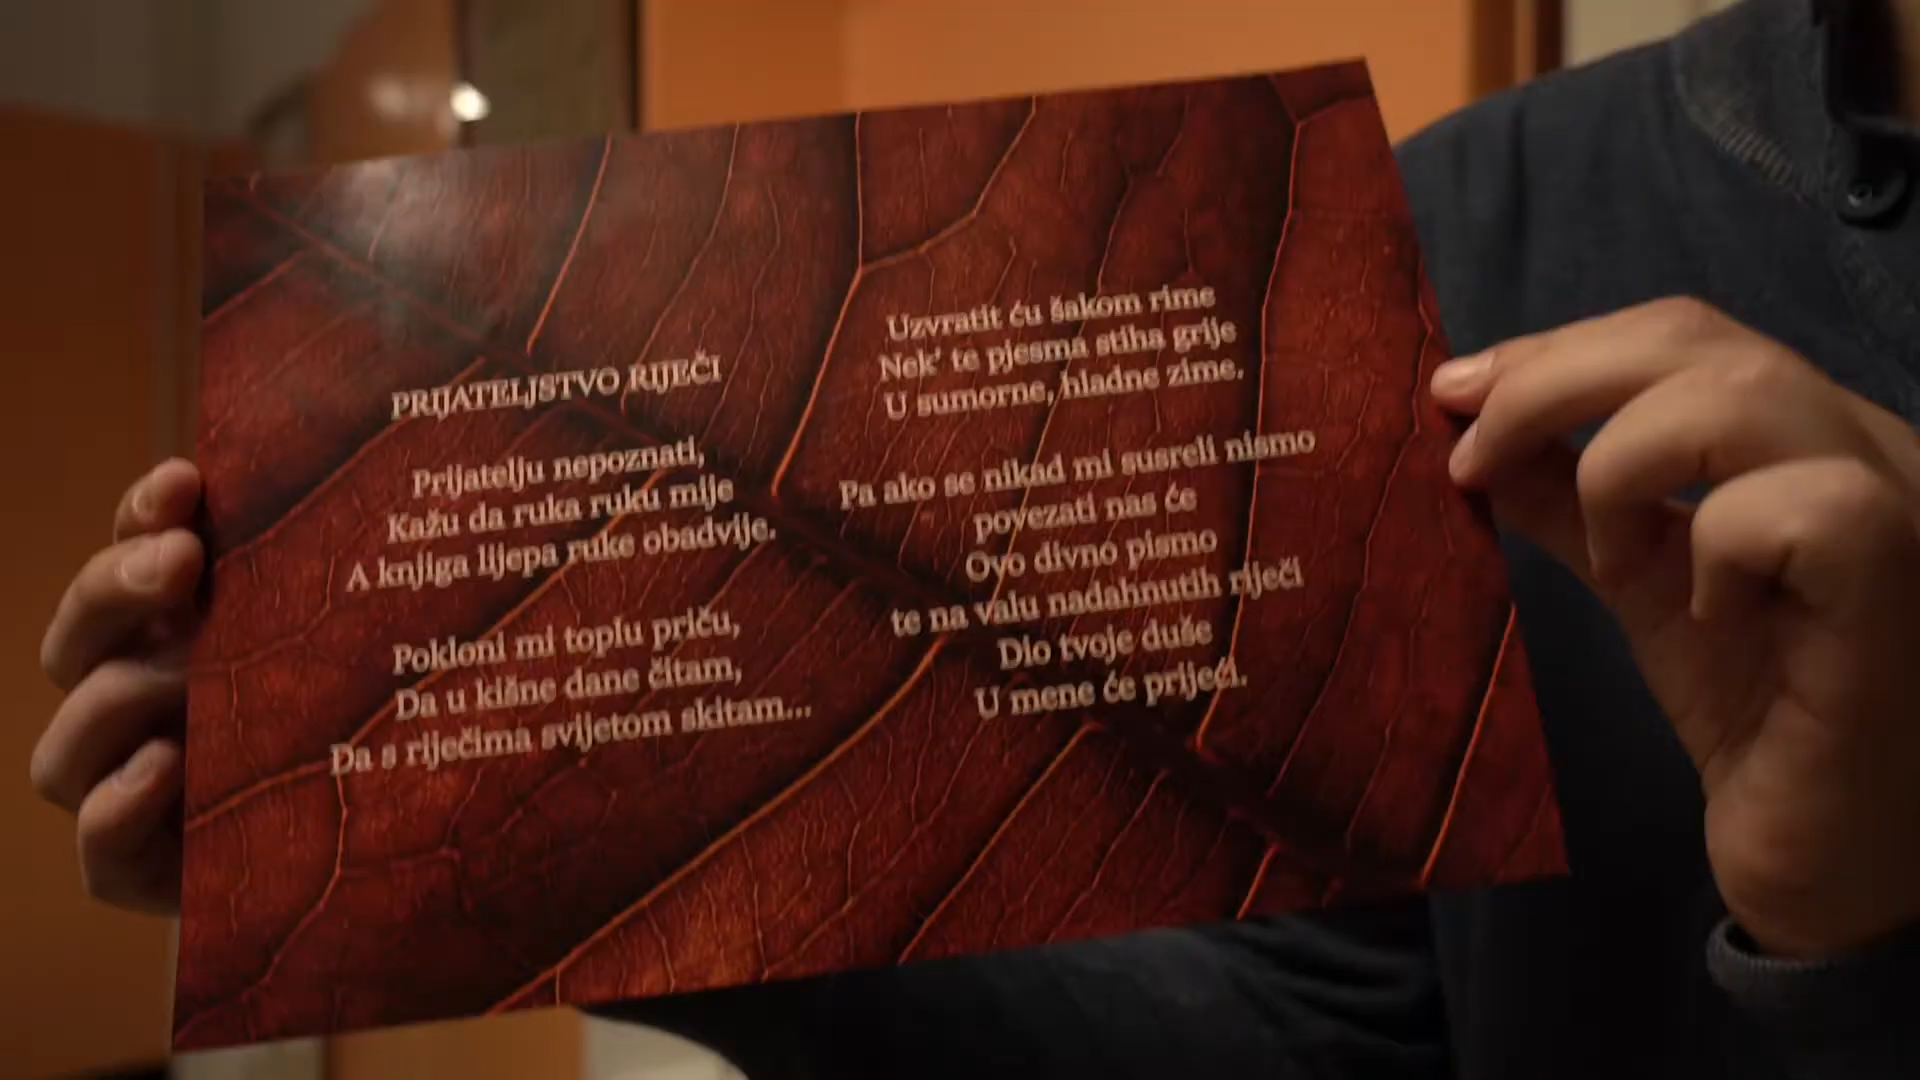 PRIJATELJSTVO RIJEČI
Prijatelju nepoznati,
Kažu da ruka ruku mije
A knjiga lijepa ruke obadvije.
Pokloni mi toplu priču,
Da u kišne dane čitam,
Da s riječima svijetom skitam...
Uzvratit ću šakom rime
Nek' te pjesma stiha grije
U sumorne, hladne zime.
Pa ako se nikad mi susreli nismo
povezati nas će
Ovo divno pismo
te na valu nadahnutih riječi
Dio tvoje duše
U mene će prijeći.